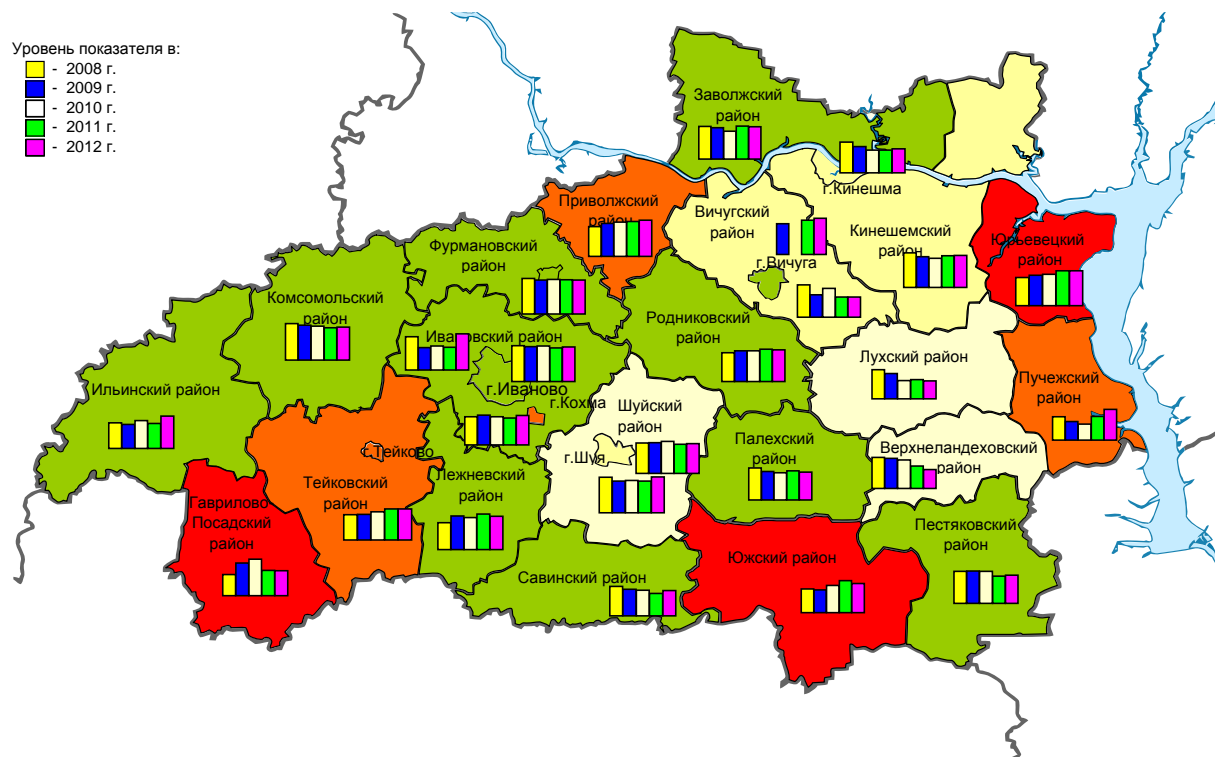 Уровень показателя в:
- 2008 г.
- 2009 г.
- 2010 г.
- 2011 г.
- 2012 г.
Заволжский
район
г.Кинешма
Приволжский
район
Вичугский
район
Кинешемский
район
Юрьевецкий
район
Фурмановский
район
г.Вичуга
Комсомольский
район
Ивановский район
Родниковский
район
Лухский район
Пучежский
район
Ильинский район
г.Иваново
г.Кохма
Шуйский
район
Палехский
район
Верхнеландеховский
район
г.Тейково
г.Шуя
Лежневский
район
Тейковский
район
Гаврилово
Посадский
район
Пестяковский
район
Южский район
Савинский район